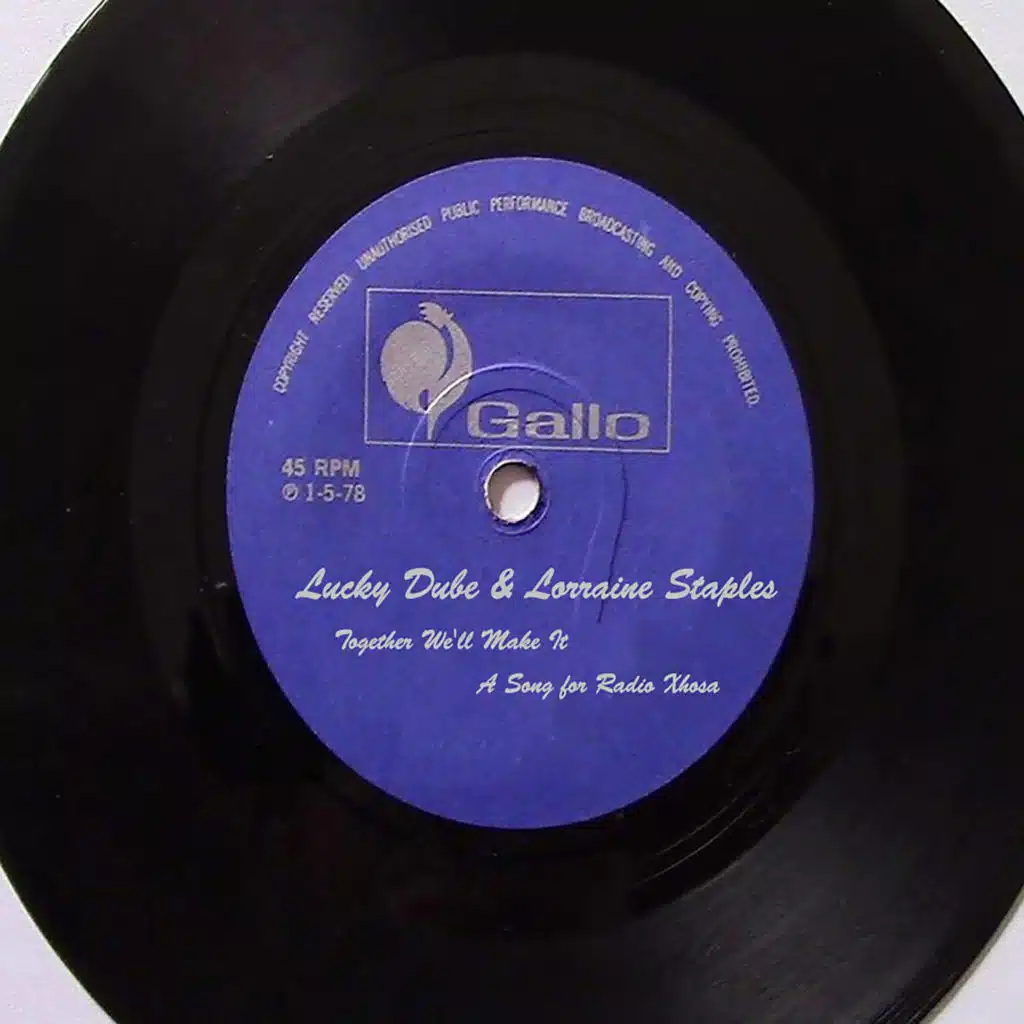 COPYRIGHT RESERVED. UNAUTHORISED PUBLIC PERFORMANCE BROADCASTING AND COPYING PROHIBITED.
Gallo
45 RPM
℗ 1-5-78
Lucky Dube & Lorraine Staples
Together We'll Make It
A Song for Radio Xhosa